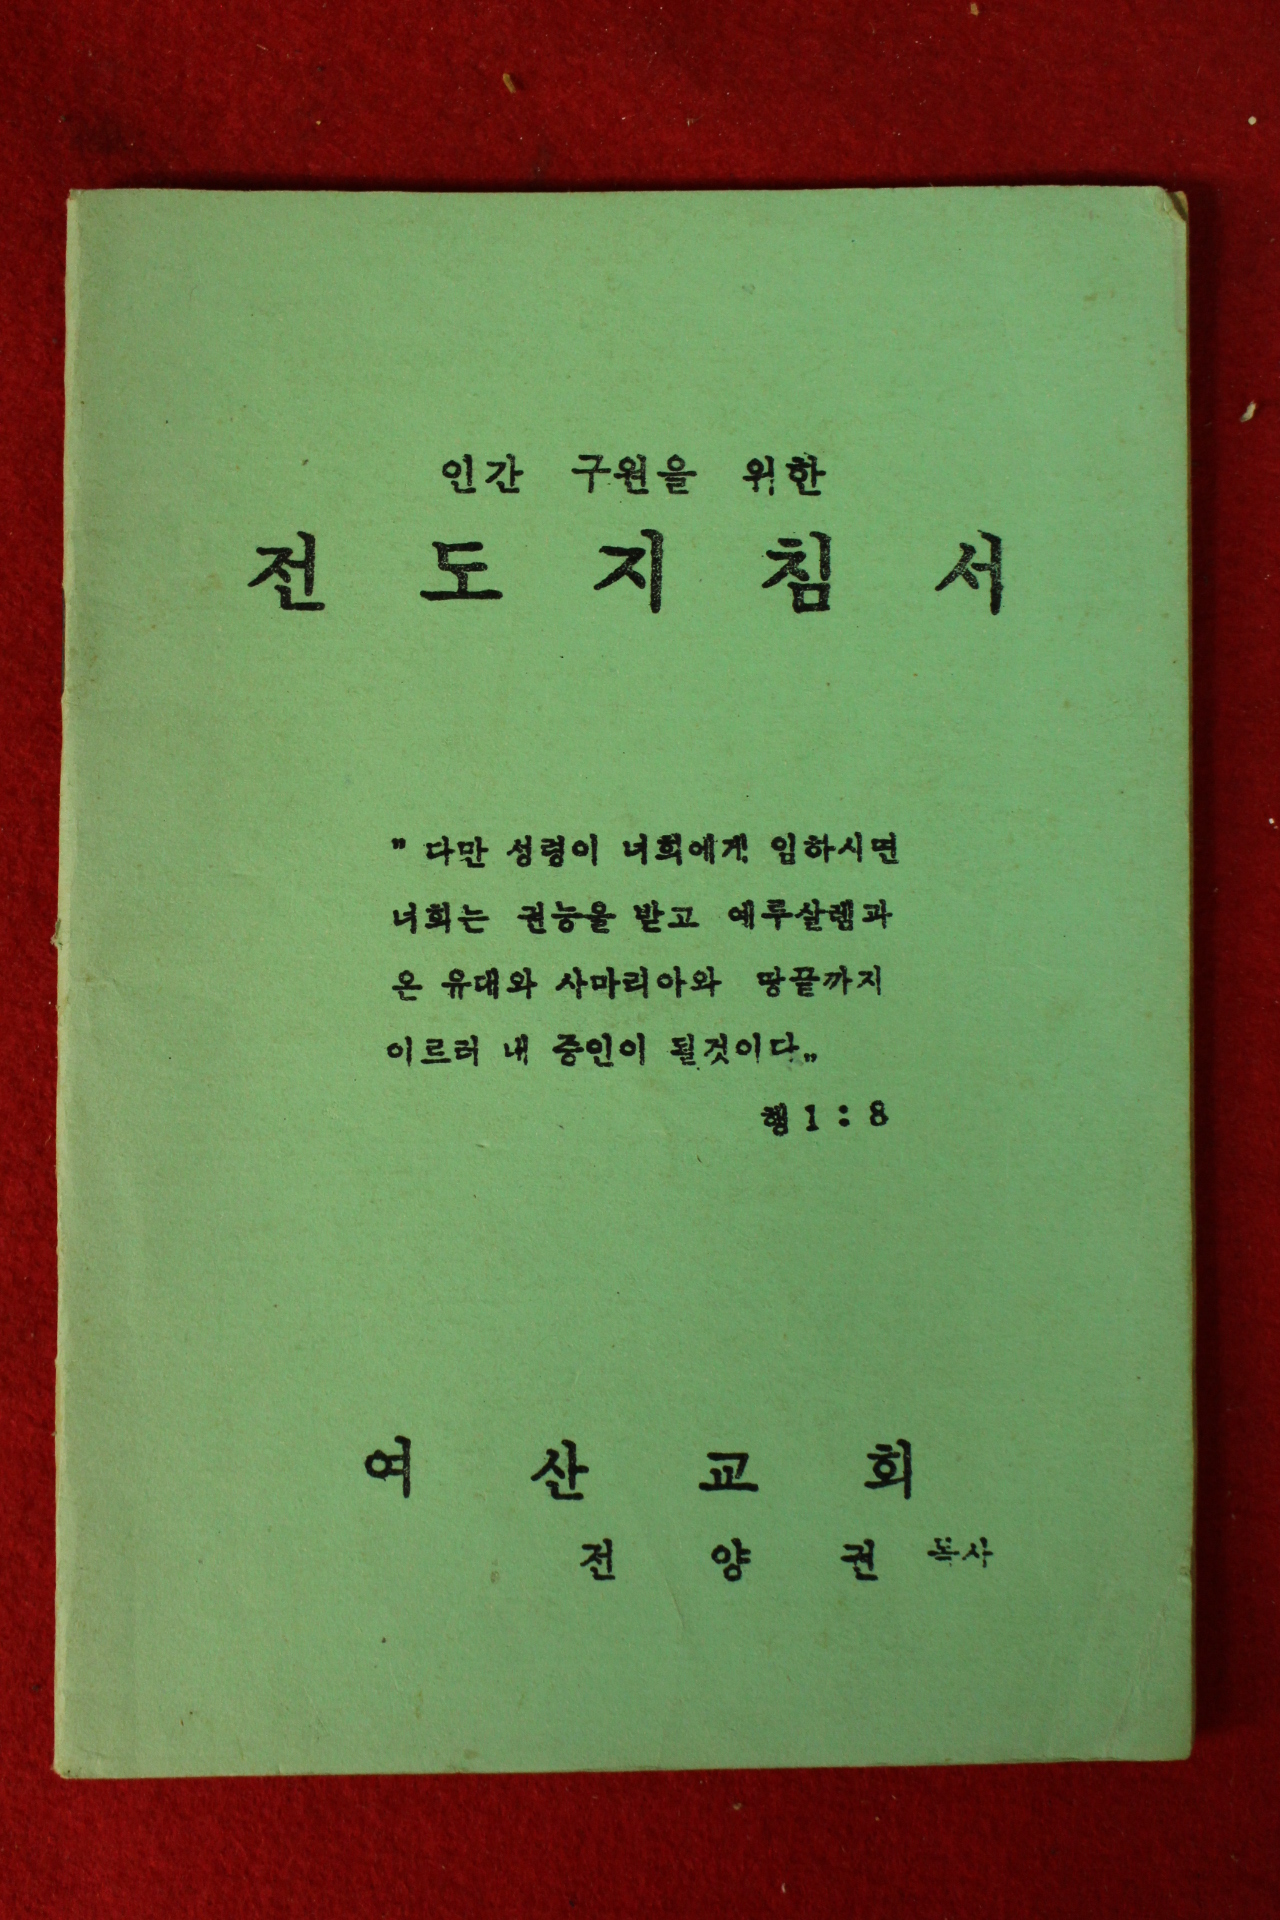 인간 구원을 위한
전 도 지 침 서
" 다만 성령이 너희에게 임하시면
너희는 권능을 받고 예루살렘과
온 유대와 사마리아와 땅끝까지
이르러 내 증인이 될것이다„
행 1 : 8
여 산 교 회
전 양 권 목사